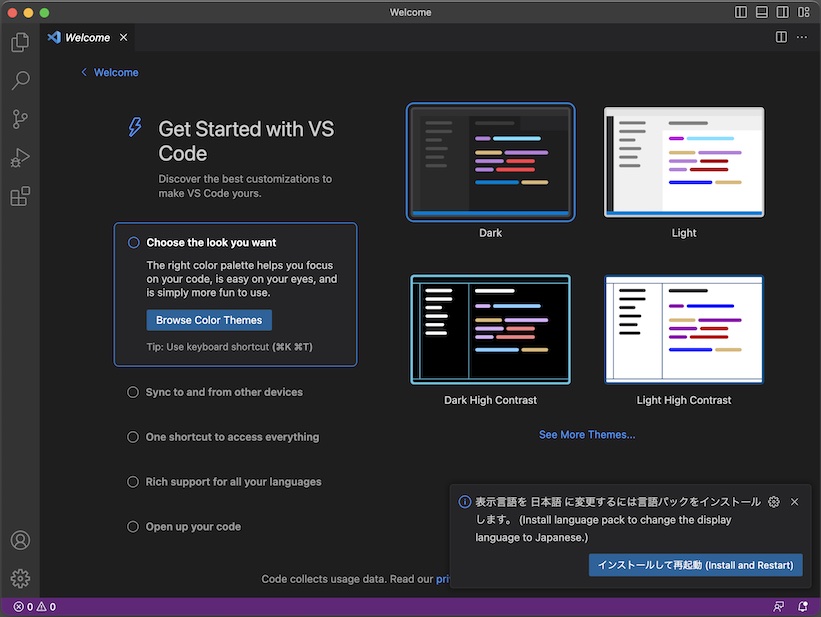 Welcome
Welcome
Welcome
Get Started with VS
Code
Discover the best customizations to
make VS Code yours.
Choose the look you want
The right color palette helps you focus
on your code, is easy on your eyes, and
is simply more fun to use.
Browse Color Themes
Tip: Use keyboard shortcut (⌘K ⌘T)
Sync to and from other devices
One shortcut to access everything
Rich support for all your languages
Open up your code
Dark
Light
Dark High Contrast
Light High Contrast
See More Themes...
Code collects usage data. Read our
表示言語を 日本語 に変更するには言語パックをインストール
します。 (Install language pack to change the display
language to Japanese.)
インストールして再起動 (Install and Restart)
0 0